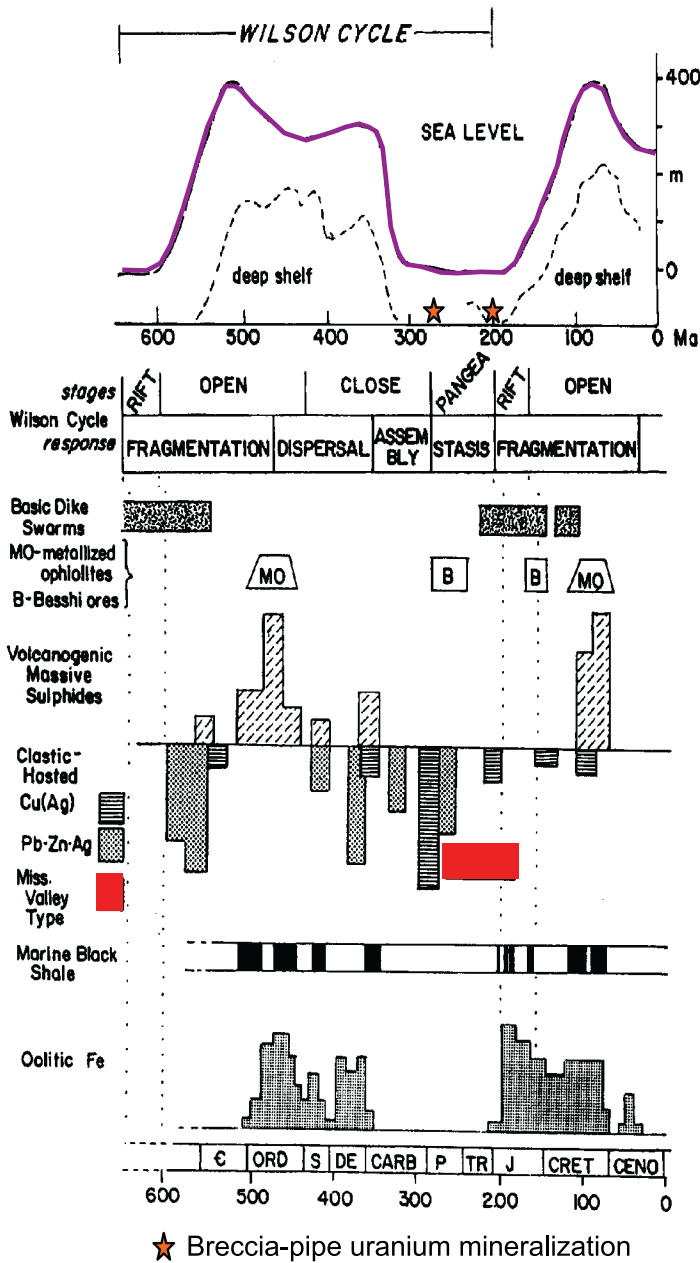 WILSON CYCLE
400
SEA LEVEL
m
0
deep shelf
deep shelf
600 500 400 300 200 100 0 Ma
stages RIFT OPEN CLOSE PANGEA RIFT OPEN
Wilson Cycle
response
FRAGMENTATION DISPERSAL ASSEM STASIS FRAGMENTATION
BLY
Basic Dike
Swarms
MO-metallized
ophiolites
B-Besshi ores
MO B B MO
Volcanogenic
Massive
Sulphides
Clastic-
Hosted
Cu(Ag)
Pb-Zn-Ag
Miss.
Valley
Type
Marine Black
Shale
Oolitic Fe
Є ORD S DE CARB P TR J CRET CENO
600 500 400 300 200 100 0
Breccia-pipe uranium mineralization